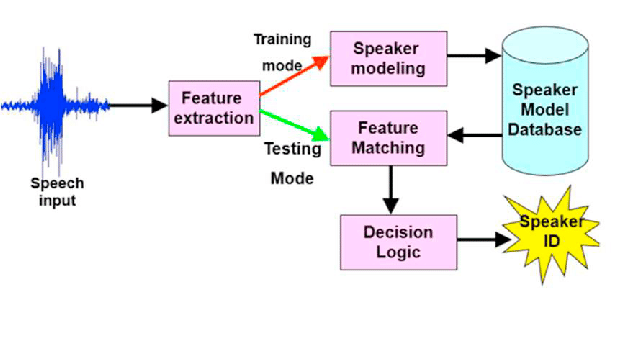 Training
mode
Speaker
modeling
Feature
extraction
Speaker
Model
Database
Feature
Matching
Testing
Mode
Speech
input
Decision
Logic
Speaker
ID